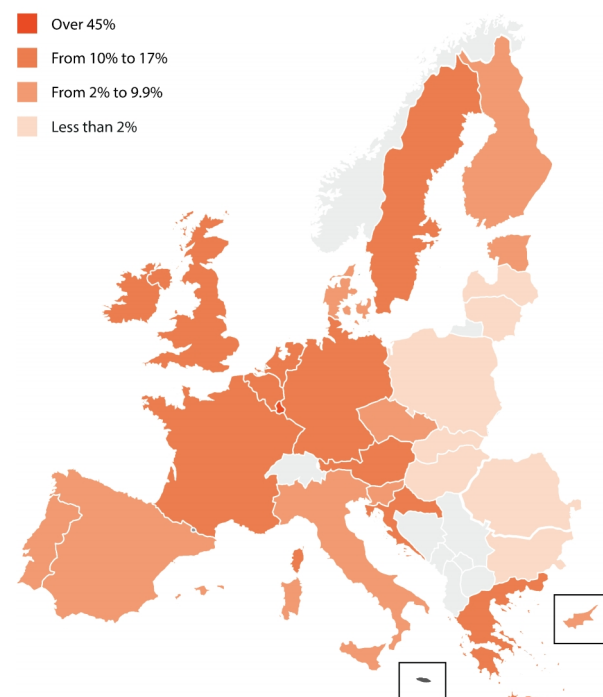 Over 45%
From 10% to 17%
From 2% to 9.9%
Less than 2%